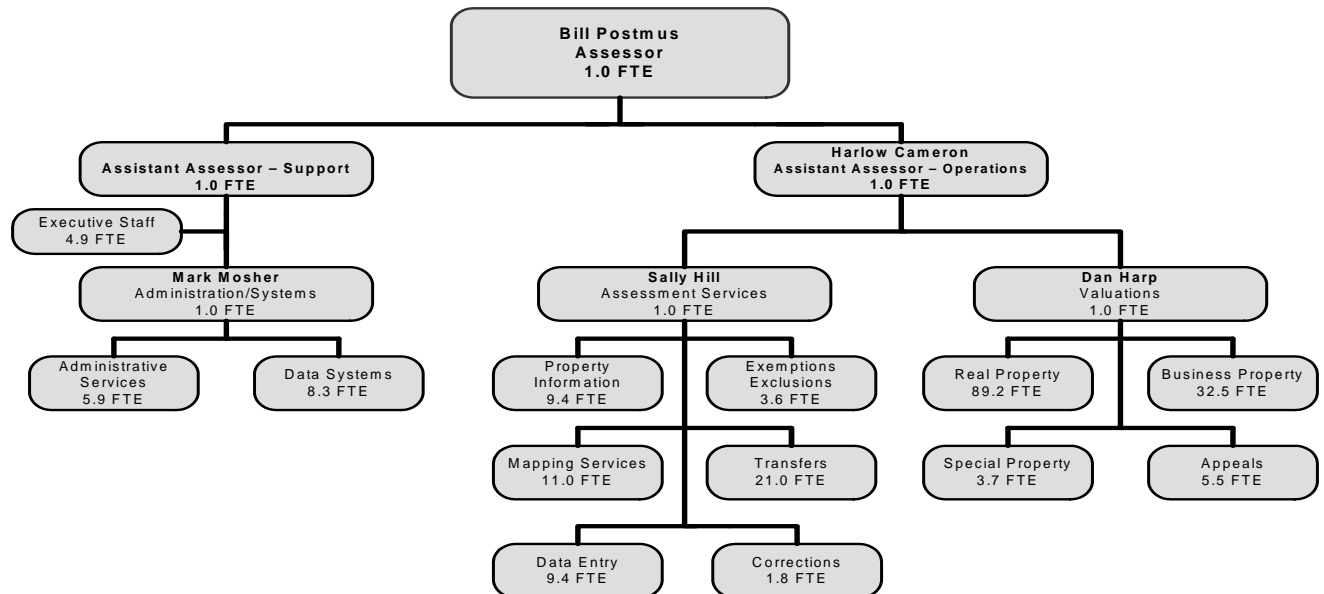 Bill Postmus
Assessor
1.0 FTE
Assistant Assessor – Support
1.0 FTE
Harlow Cameron
Assistant Assessor – Operations
1.0 FTE
Executive Staff
4.9 FTE
Mark Mosher
Administration/Systems
1.0 FTE
Sally Hill
Assessment Services
1.0 FTE
Dan Harp
Valuations
1.0 FTE
Administrative
Services
5.9 FTE
Data Systems
8.3 FTE
Property
Information
9.4 FTE
Exemptions
Exclusions
3.6 FTE
Real Property
89.2 FTE
Business Property
32.5 FTE
Mapping Services
11.0 FTE
Transfers
21.0 FTE
Special Property
3.7 FTE
Appeals
5.5 FTE
Data Entry
9.4 FTE
Corrections
1.8 FTE